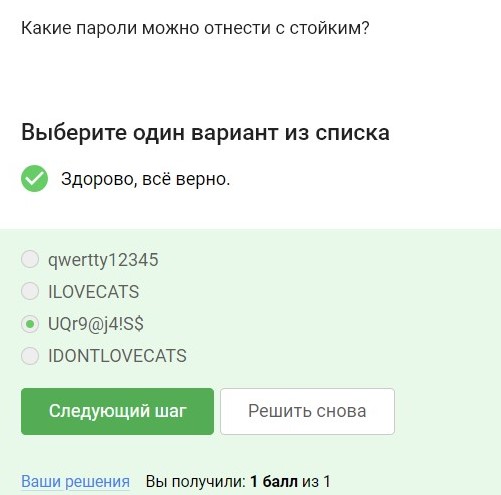 Какие пароли можно отнести с стойким?
Выберите один вариант из списка
Здорово, всё верно.
qwertty12345
ILOVECATS
UQr9@j4!S$
IDONTLOVECATS
Следующий шаг Решить снова
Ваши решения Вы получили: 1 балл из 1